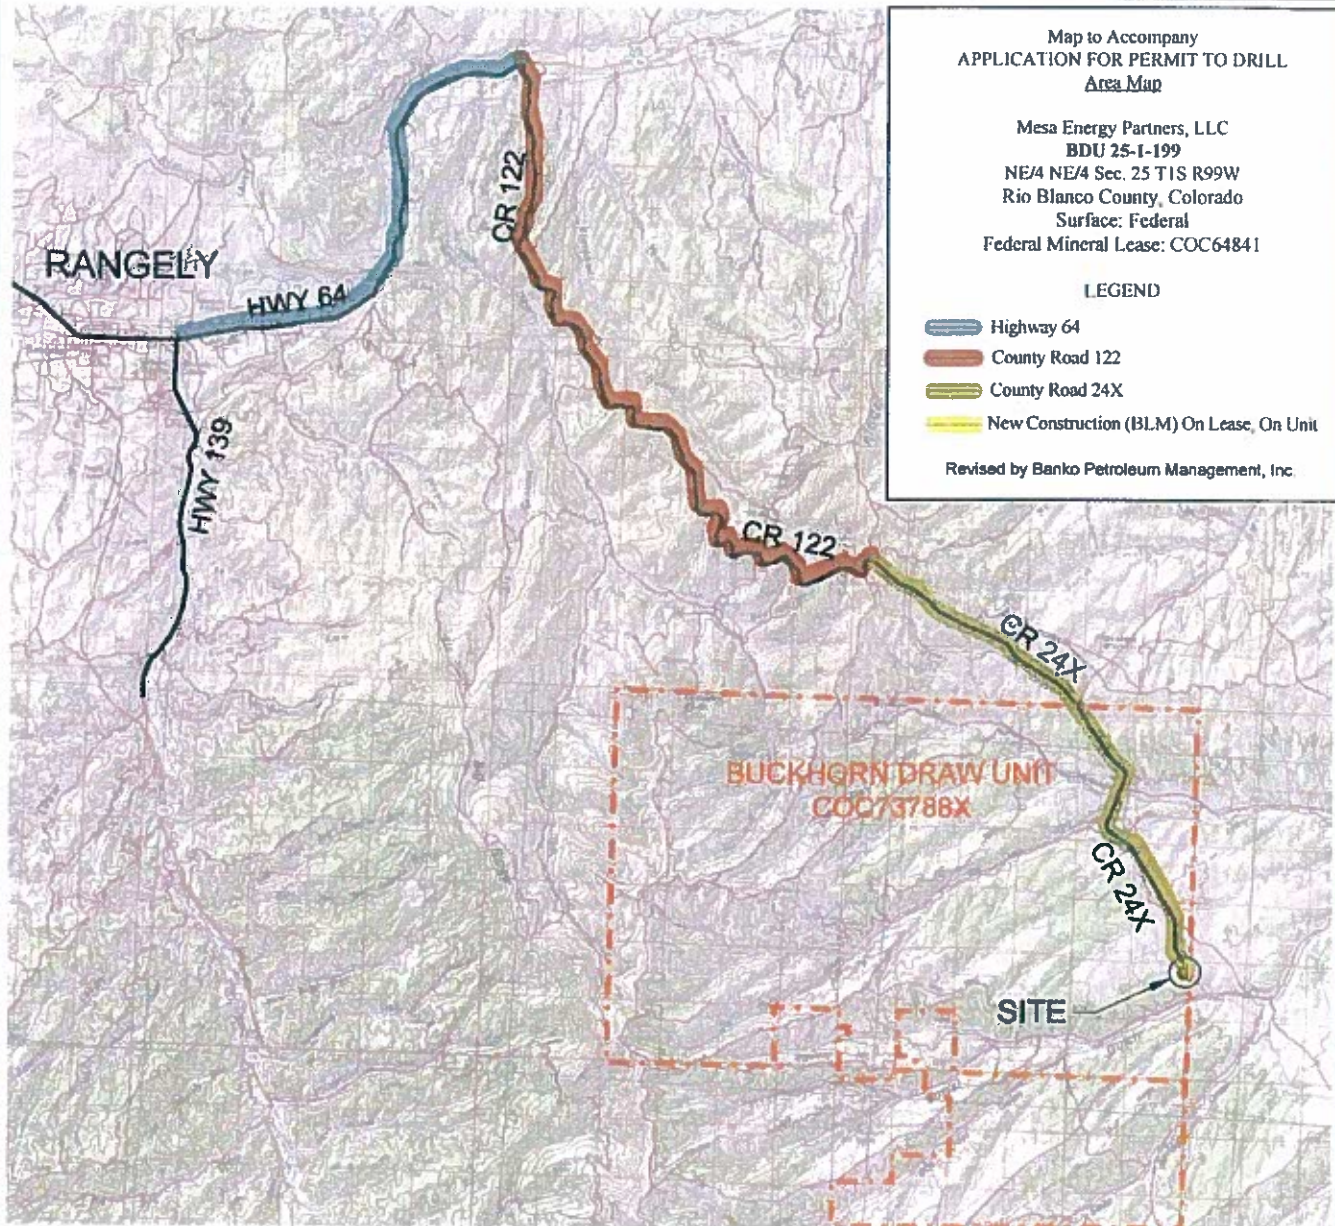 Map to Accompany
APPLICATION FOR PERMIT TO DRILL
Area Map
Mesa Energy Partners, LLC
BDU 25-1-199
NE/4 NE/4 Sec. 25 T1S R99W
Rio Blanco County, Colorado
Surface: Federal
Federal Mineral Lease: COC64841
LEGEND
Highway 64
County Road 122
County Road 24X
New Construction (BLM) On Lease, On Unit
Revised by Banko Petroleum Management, Inc.
RANGELY
HWY 64
CR 122
HWY 139
CR 122
CR 24X
BUCKHORN DRAW UNIT
COC73788X
CR 24X
SITE